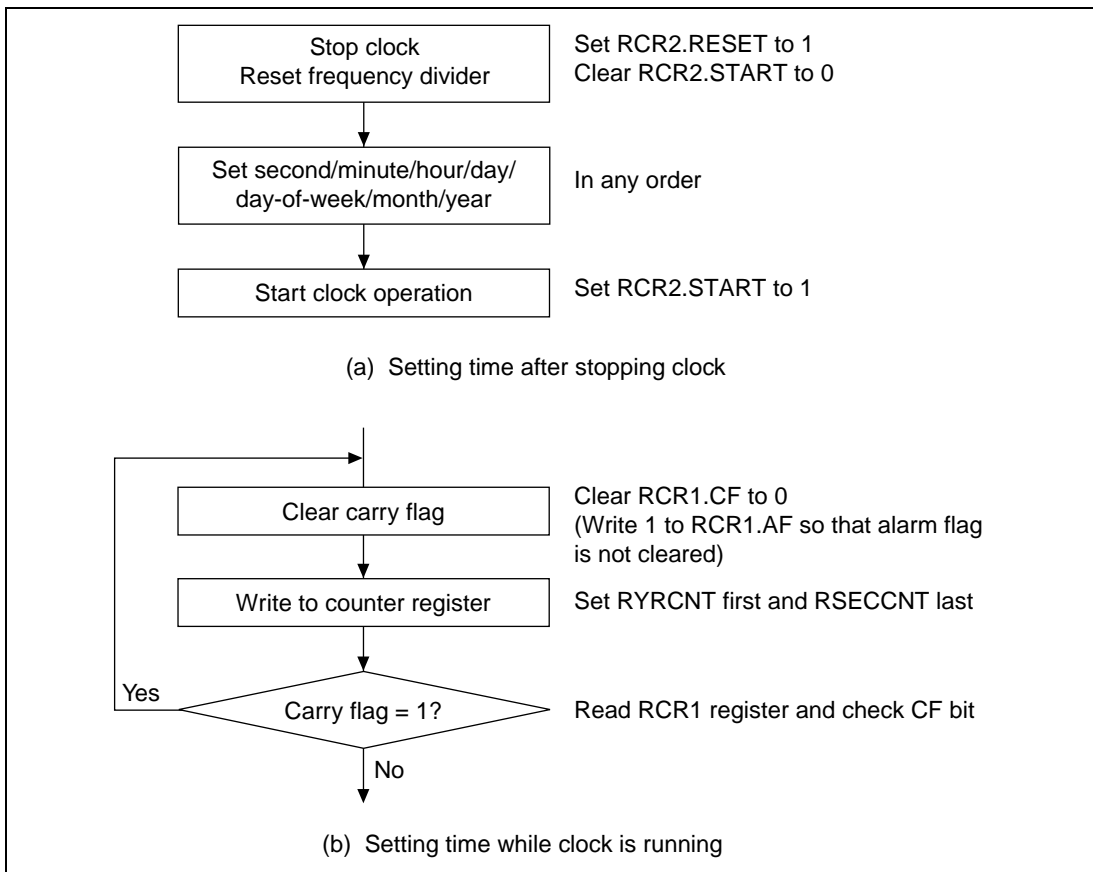 Stop clock
Reset frequency divider
Set RCR2.RESET to 1
Clear RCR2.START to 0
Set second/minute/hour/day/
day-of-week/month/year
In any order
Start clock operation
Set RCR2.START to 1
(a) Setting time after stopping clock
Clear carry flag
Clear RCR1.CF to 0
(Write 1 to RCR1.AF so that alarm flag
is not cleared)
Write to counter register
Set RYRCNT first and RSECCNT last
Yes
Carry flag = 1?
Read RCR1 register and check CF bit
No
(b) Setting time while clock is running